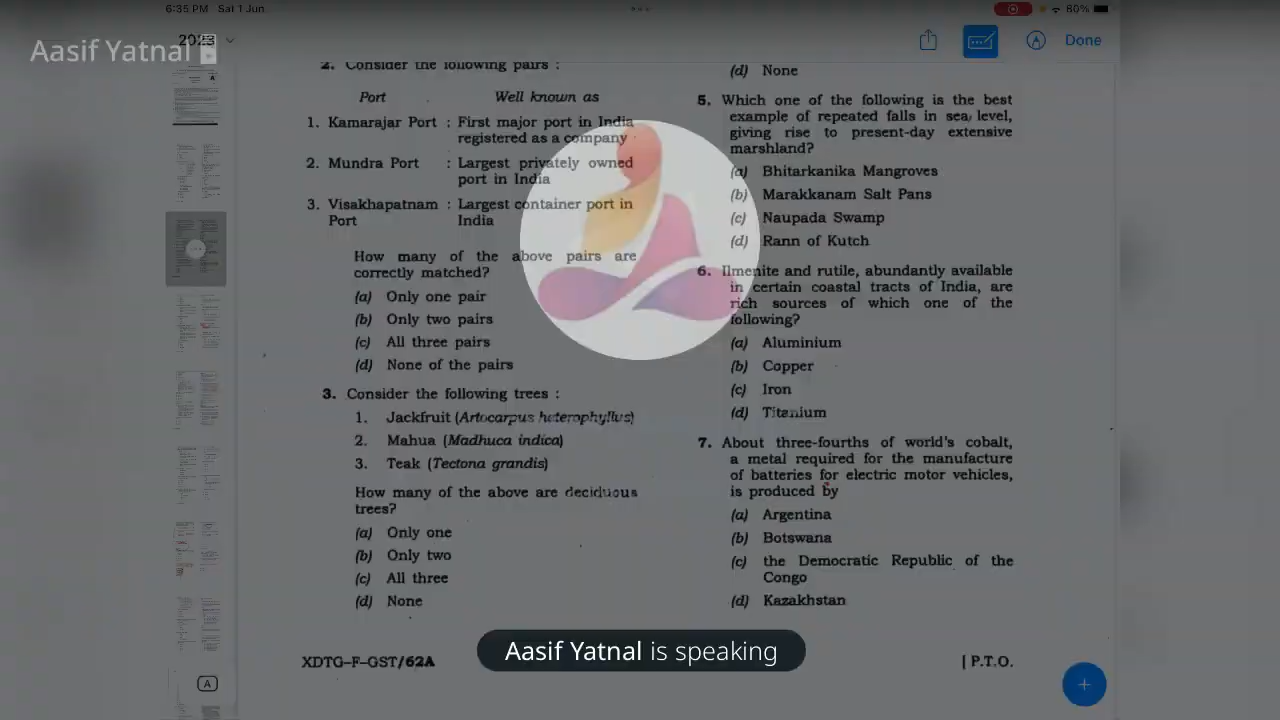 6:35 PM Sat 1 Jun
80%
Aasif Yatnal
2023
Done
2. Consider the following pairs :
Port Well known as
1. Kamarajar Port : First major port in India
registered as a company
2. Mundra Port : Largest privately owned
port in India
3. Visakhapatnam : Largest container port in
Port India
How many of the above pairs are
correctly matched?
(a) Only one pair
(b) Only two pairs
(c) All three pairs
(d) None of the pairs
3. Consider the following trees :
1. Jackfruit (Artocarpus heterophyllus)
2. Mahua (Madhuca indica)
3. Teak (Tectona grandis)
How many of the above are deciduous
trees?
(a) Only one
(b) Only two
(c) All three
(d) None
XDTG–F–GST/62A
(d) None
5. Which one of the following is the best
example of repeated falls in sea level,
giving rise to present-day extensive
marshland?
(a) Bhitarkanika Mangroves
(b) Marakkanam Salt Pans
(c) Naupada Swamp
(d) Rann of Kutch
6. Ilmenite and rutile, abundantly available
in certain coastal tracts of India, are
rich sources of which one of the
following?
(a) Aluminium
(b) Copper
(c) Iron
(d) Titanium
7. About three-fourths of world's cobalt,
a metal required for the manufacture
of batteries for electric motor vehicles,
is produced by
(a) Argentina
(b) Botswana
(c) the Democratic Republic of the
Congo
(d) Kazakhstan
[ P.T.O.
A
Aasif Yatnal is speaking